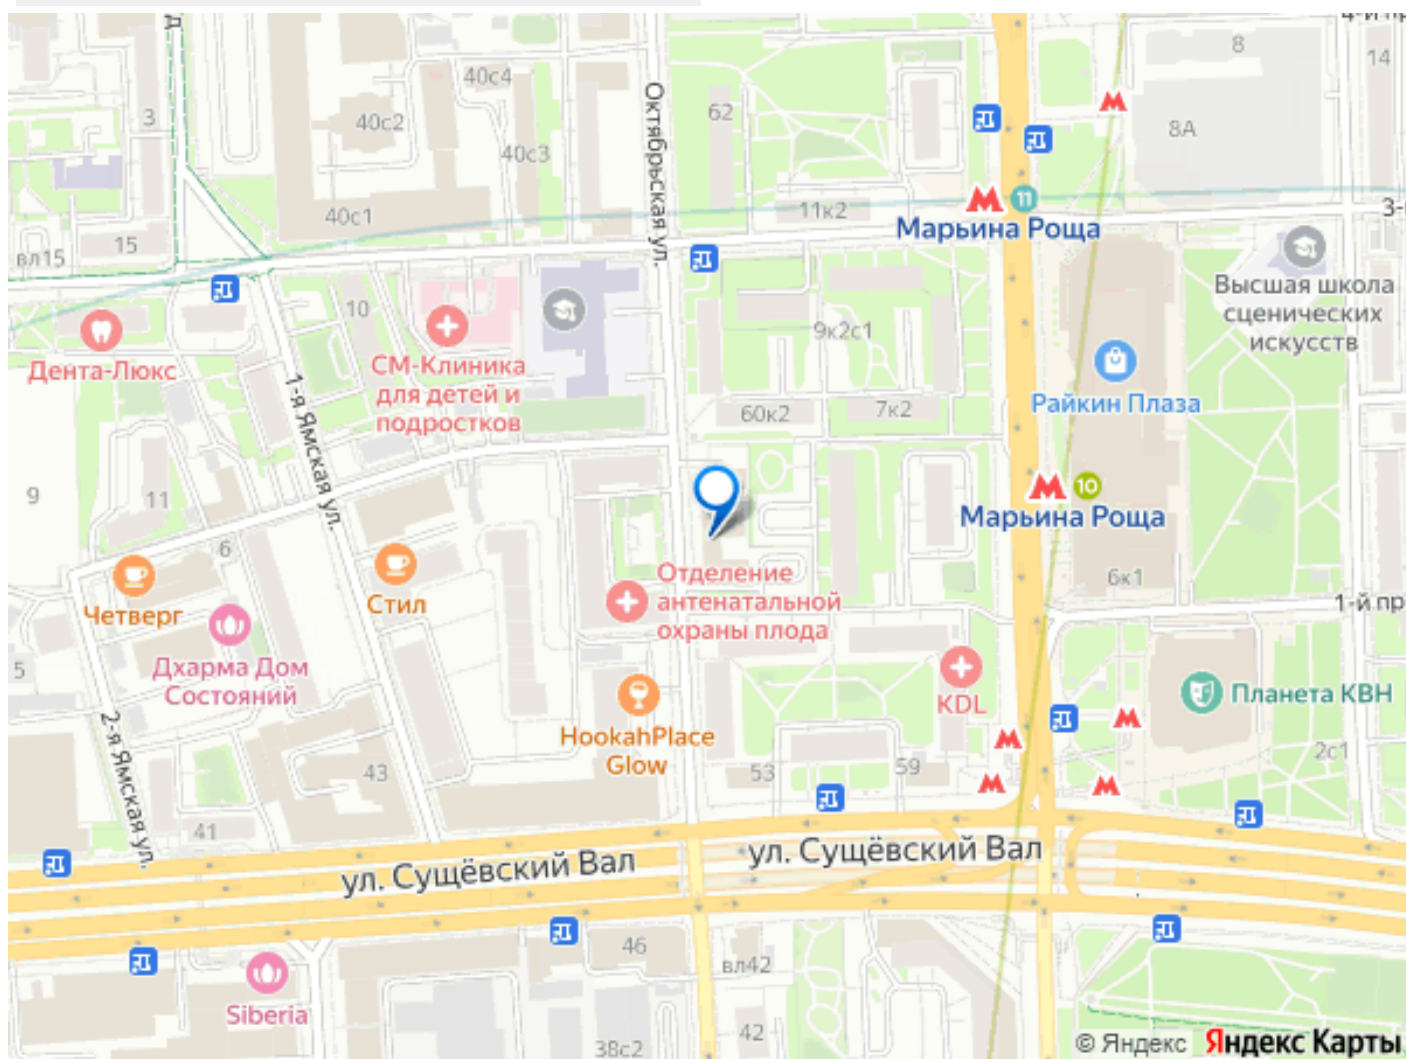 4-й пр
8
14
40с4
62
3
40с2
8А
40с3
Октябрьская ул.
40с1
11к2
11
3-
Марьина Роща
15
вл15
Высшая школа
сценических
искусств
10
9к2с1
СМ-Клиника
для детей и
подростков
Дента-Люкс
1-я Ямская ул.
60к2
7к2
Райкин Плаза
9
11
10
Марьина Роща
6
6к1
Четверг
Стил
Отделение
антенатальной
охраны плода
1-й пр
5
Дхарма Дом
Состояний
KDL
Планета КВН
2-я Ямская ул.
HookahPlace
Glow
43
53
59
2с1
41
ул. Сущёвский Вал
ул. Сущёвский Вал
46
вл42
Siberia
42
38с2
© Яндекс Яндекс Карты